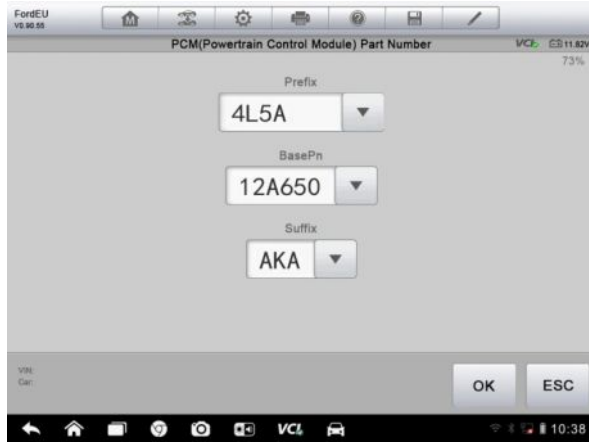 FordEU
V0.90.55
PCM(Powertrain Control Module) Part Number
VCI
11.82V
73%
Prefix
4L5A
BasePn
12A650
Suffix
AKA
VIN:
Car:
OK
ESC
VCI
10:38